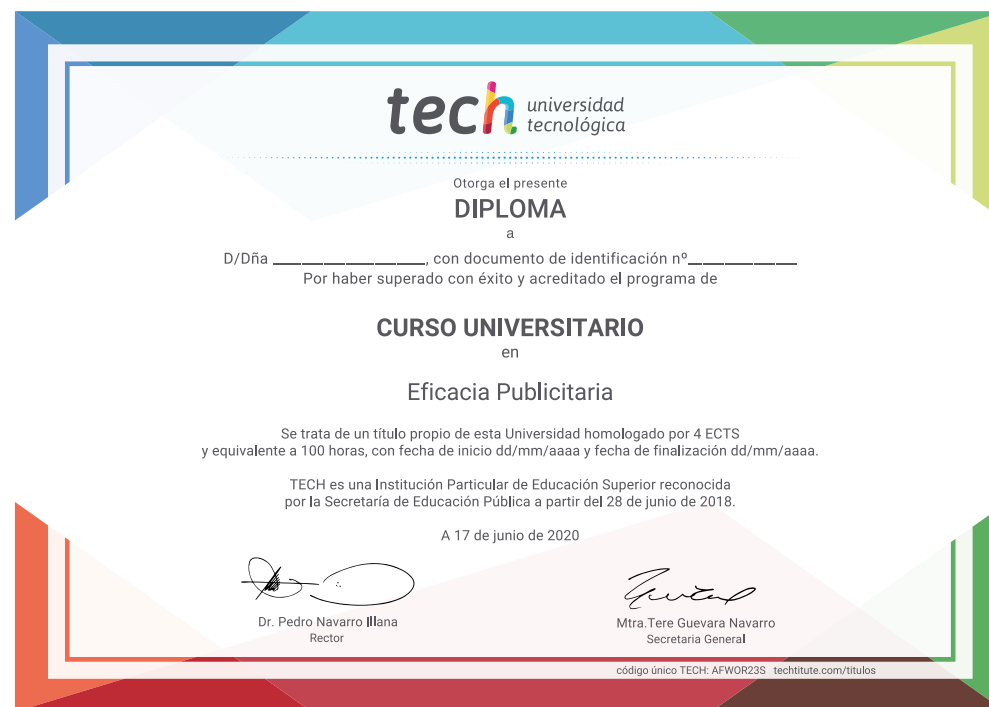 tech universidad
tecnológica
Otorga el presente
DIPLOMA
a
D/Dña ________________, con documento de identificación nº____________
Por haber superado con éxito y acreditado el programa de
CURSO UNIVERSITARIO
en
Eficacia Publicitaria
Se trata de un título propio de esta Universidad homologado por 4 ECTS
y equivalente a 100 horas, con fecha de inicio dd/mm/aaaa y fecha de finalización dd/mm/aaaa.
TECH es una Institución Particular de Educación Superior reconocida
por la Secretaría de Educación Pública a partir del 28 de junio de 2018.
A 17 de junio de 2020
Dr. Pedro Navarro Illana
Rector
Mtra.Tere Guevara Navarro
Secretaria General
código único TECH: AFWOR23S techtitute.com/titulos